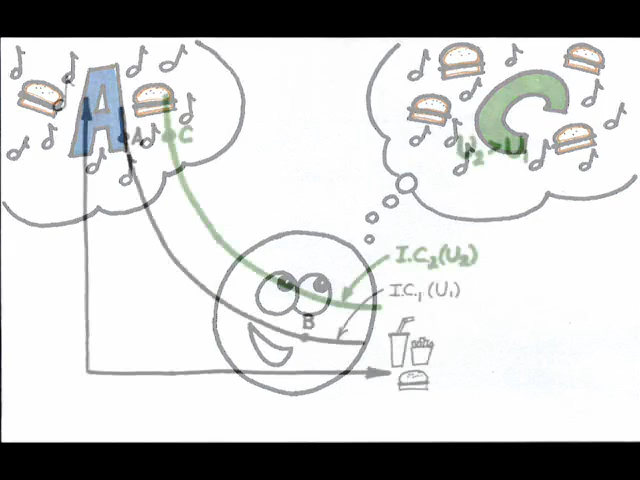 A
C
A
C
U₂ > U₁
I.C.₂ (U₂)
I.C.₁ (U₁)
B